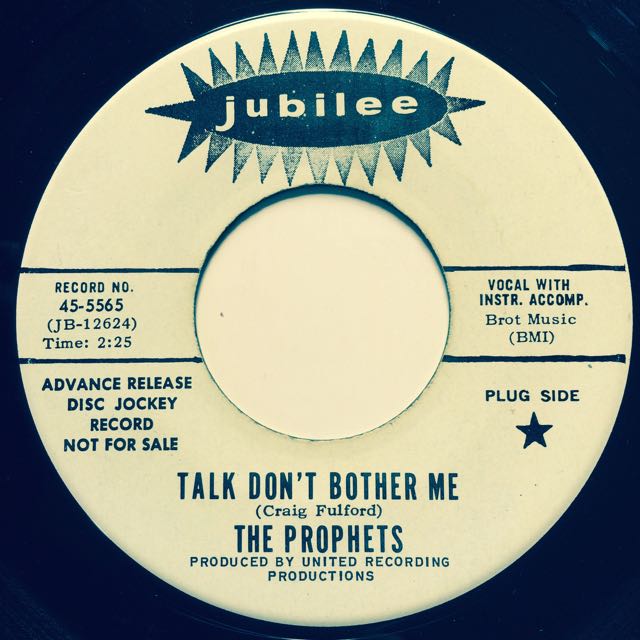 jubilee
RECORD NO.
45-5565
(JB-12624)
Time: 2:25
VOCAL WITH
INSTR. ACCOMP.
Brot Music
(BMI)
ADVANCE RELEASE
DISC JOCKEY
RECORD
NOT FOR SALE
PLUG SIDE
TALK DON'T BOTHER ME
(Craig Fulford)
THE PROPHETS
PRODUCED BY UNITED RECORDING
PRODUCTIONS